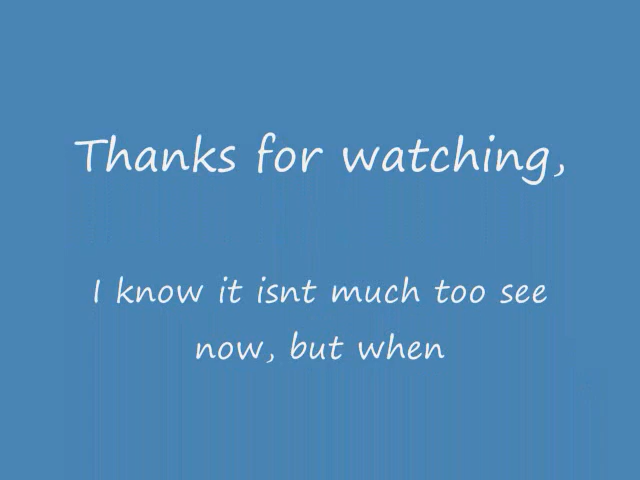 Thanks for watching,
I know it isnt much too see
now, but when